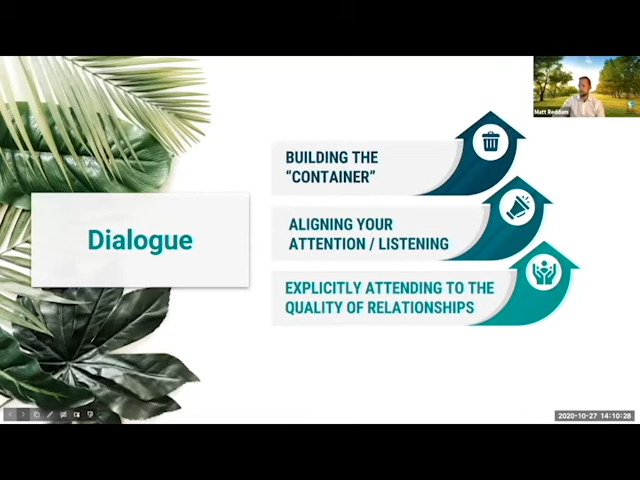 Matt Reddam
BUILDING THE
“CONTAINER”
Dialogue
ALIGNING YOUR
ATTENTION / LISTENING
EXPLICITLY ATTENDING TO THE
QUALITY OF RELATIONSHIPS
2020-10-27 14:10:28